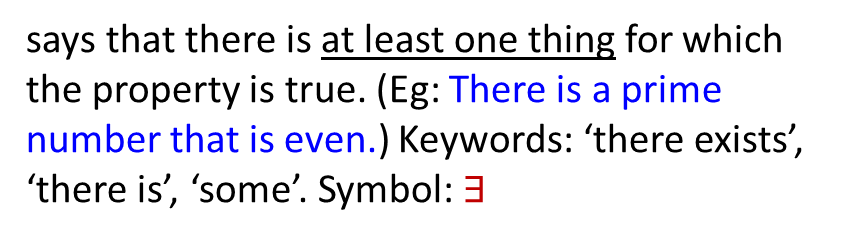 says that there is at least one thing for which
the property is true. (Eg: There is a prime
number that is even.) Keywords: ‘there exists’,
‘there is’, ‘some’. Symbol: ∃